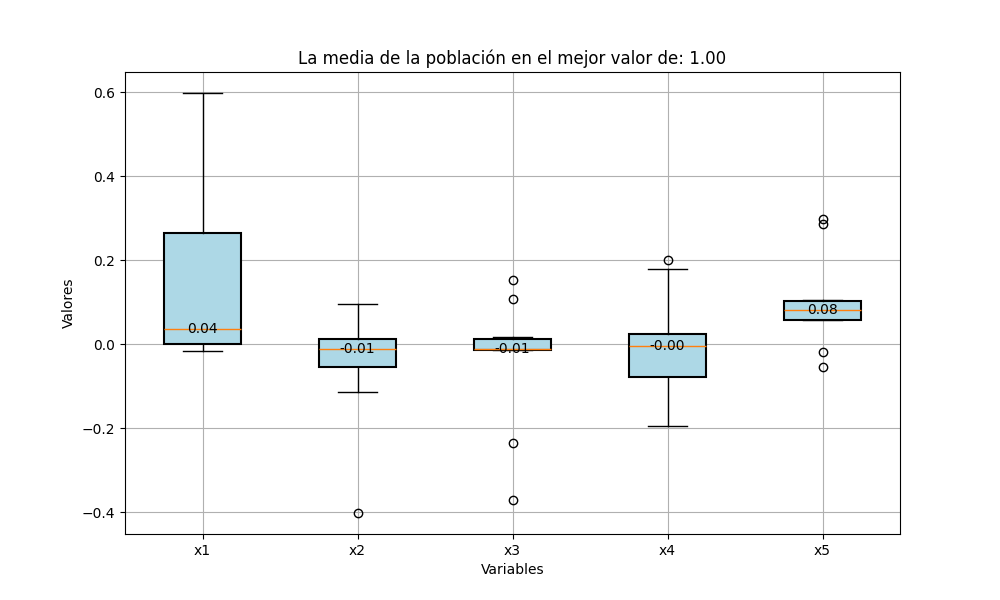 La media de la población en el mejor valor de: 1.00
Valores
0.6
0.4
0.2
0.0
−0.2
−0.4
0.04
-0.01
-0.01
-0.00
0.08
x1
x2
x3
x4
x5
Variables